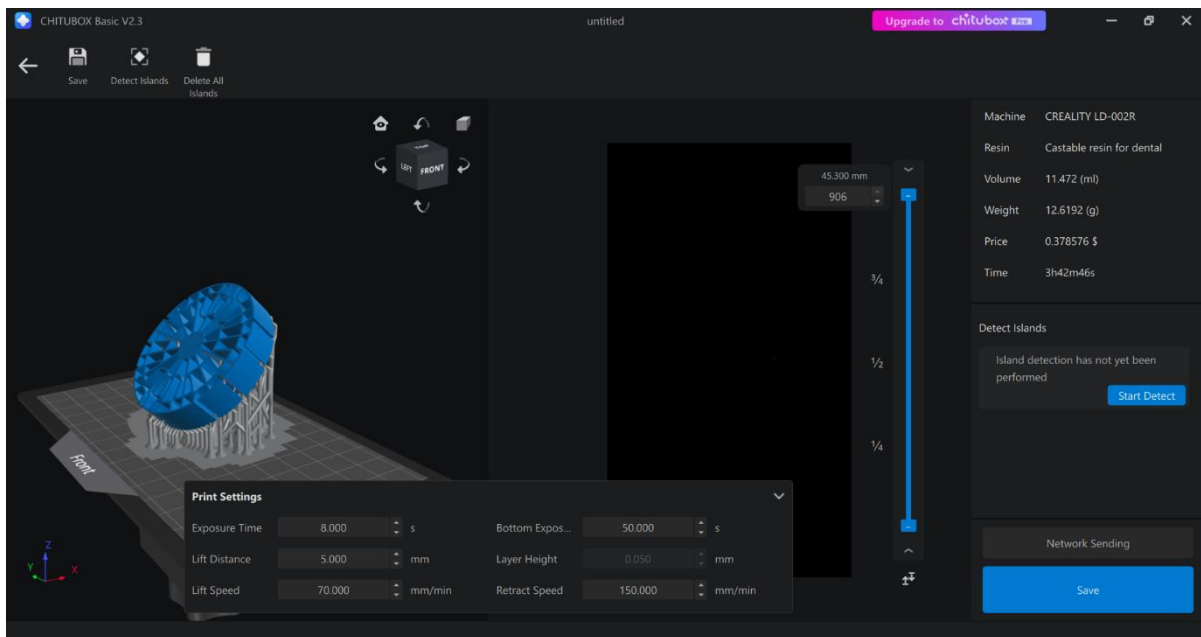 CHITUBOX Basic V2.3
untitled
Upgrade to chitubox Pro
Save
Detect Islands
Delete All
Islands
TOP
LEFT
FRONT
Front
Z
Y
X
45.300 mm
906
3/4
1/2
1/4
Machine CREALITY LD-002R
Resin Castable resin for dental
Volume 11.472 (ml)
Weight 12.6192 (g)
Price 0.378576 $
Time 3h42m46s
Detect Islands
Island detection has not yet been
performed
Start Detect
Print Settings
Exposure Time 8.000 s Bottom Expos... 50.000 s
Lift Distance 5.000 mm Layer Height 0.050 mm
Lift Speed 70.000 mm/min Retract Speed 150.000 mm/min
Network Sending
Save